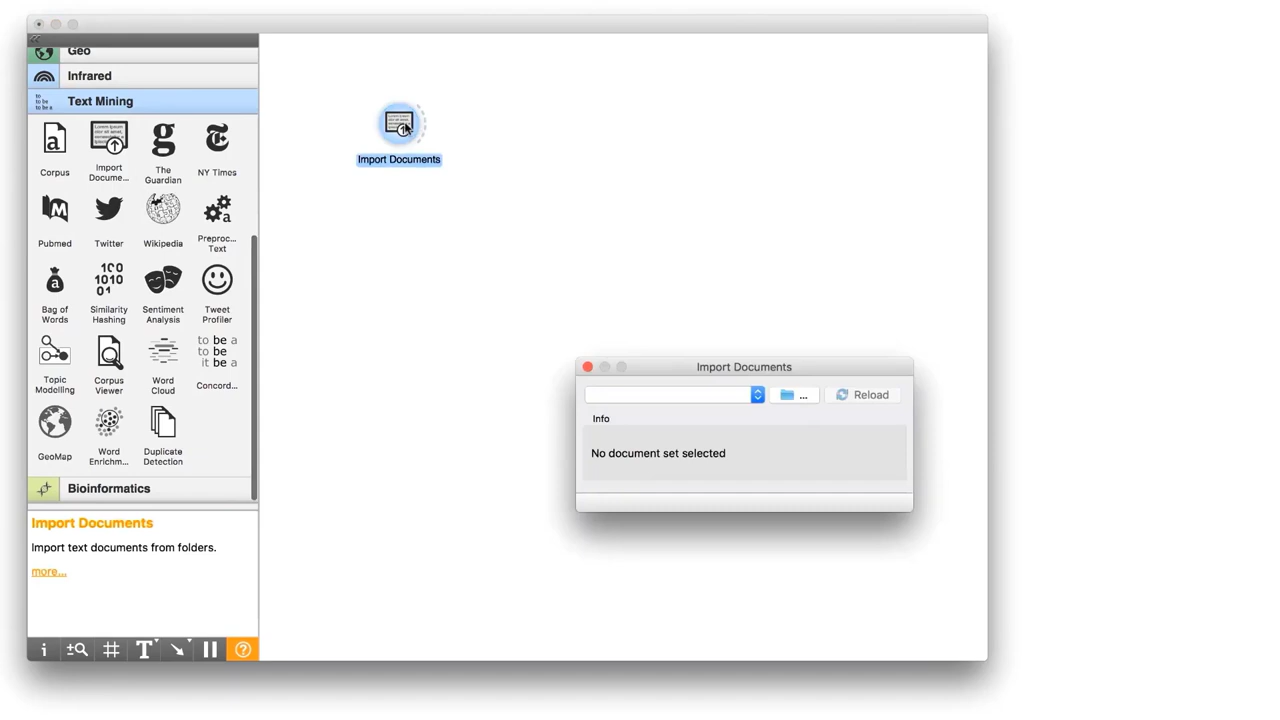 Geo
Infrared
Text Mining
Corpus
Import
Docume...
The
Guardian
NY Times
Pubmed
Twitter
Wikipedia
Preproc...
Text
Bag of
Words
Similarity
Hashing
Sentiment
Analysis
Tweet
Profiler
Topic
Modelling
Corpus
Viewer
Word
Cloud
to be a
to be
it be a
Concord...
GeoMap
Word
Enrichm...
Duplicate
Detection
Bioinformatics
Import Documents
Import text documents from folders.
more...
Import Documents
Import Documents
...
Reload
Info
No document set selected